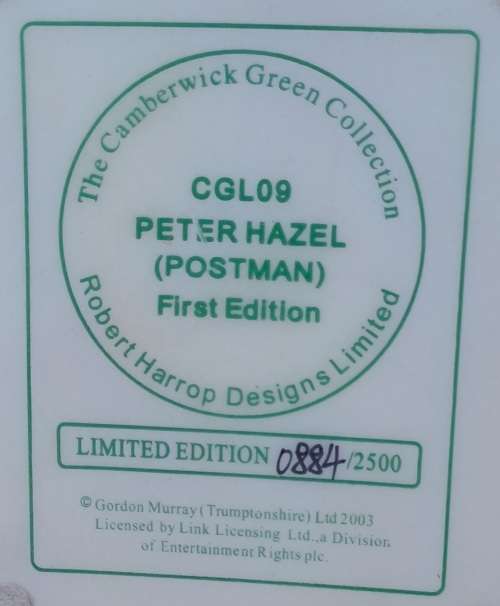 The Camberwick Green Collection
CGL09
PETER HAZEL
(POSTMAN)
First Edition
Robert Harrop Designs Limited
LIMITED EDITION 0884/2500
© Gordon Murray (Trumptonshire) Ltd 2003
Licensed by Link Licensing Ltd.,a Division
of Entertainment Rights plc.